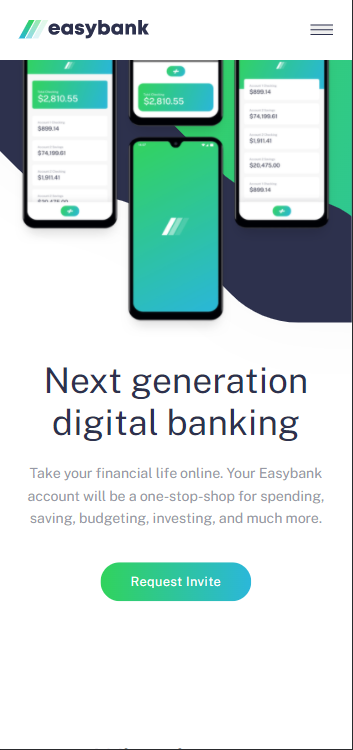 easybank
$2,810.55
$899.14
$74,199.61
$1,911.41
$2,810.55
$899.14
$74,199.61
$1,911.41
$20,475.00
$899.14
Next generation
digital banking
Take your financial life online. Your Easybank
account will be a one-stop-shop for spending,
saving, budgeting, investing, and much more.
Request Invite